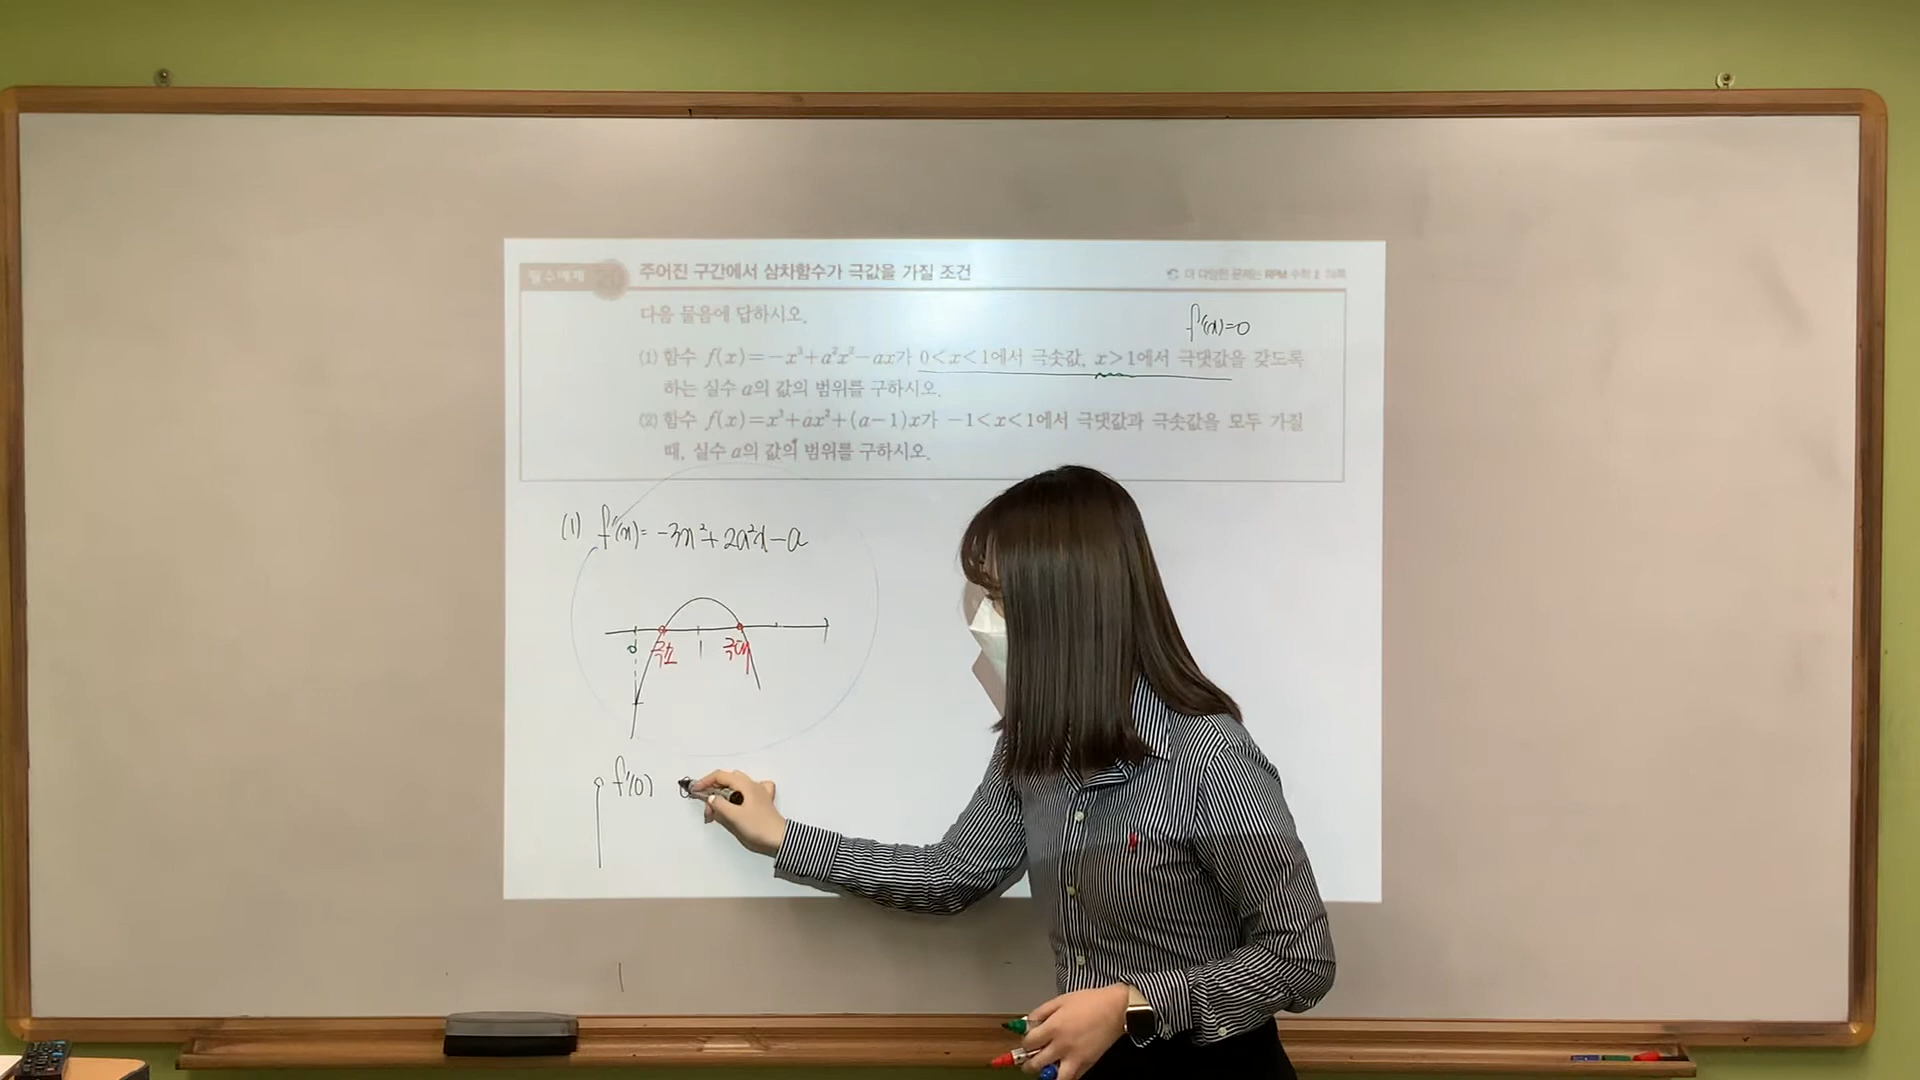 필수예제 20 주어진 구간에서 삼차함수가 극값을 가질 조건
더 다양한 문제는 RPM 수학 Ⅱ
다음 물음에 답하시오.
f'(x)=0
(1) 함수 f(x)=-x³+a²x²-ax가 0<x<1에서 극솟값, x>1에서 극댓값을 갖도록
하는 실수 a의 값의 범위를 구하시오.
(2) 함수 f(x)=x³+ax²+(a-1)x가 -1<x<1에서 극댓값과 극솟값을 모두 가질
때, 실수 a의 값의 범위를 구하시오.
(1) f'(x)= -3x²+2a²x-a
0 극소 1 극대
f'(0)